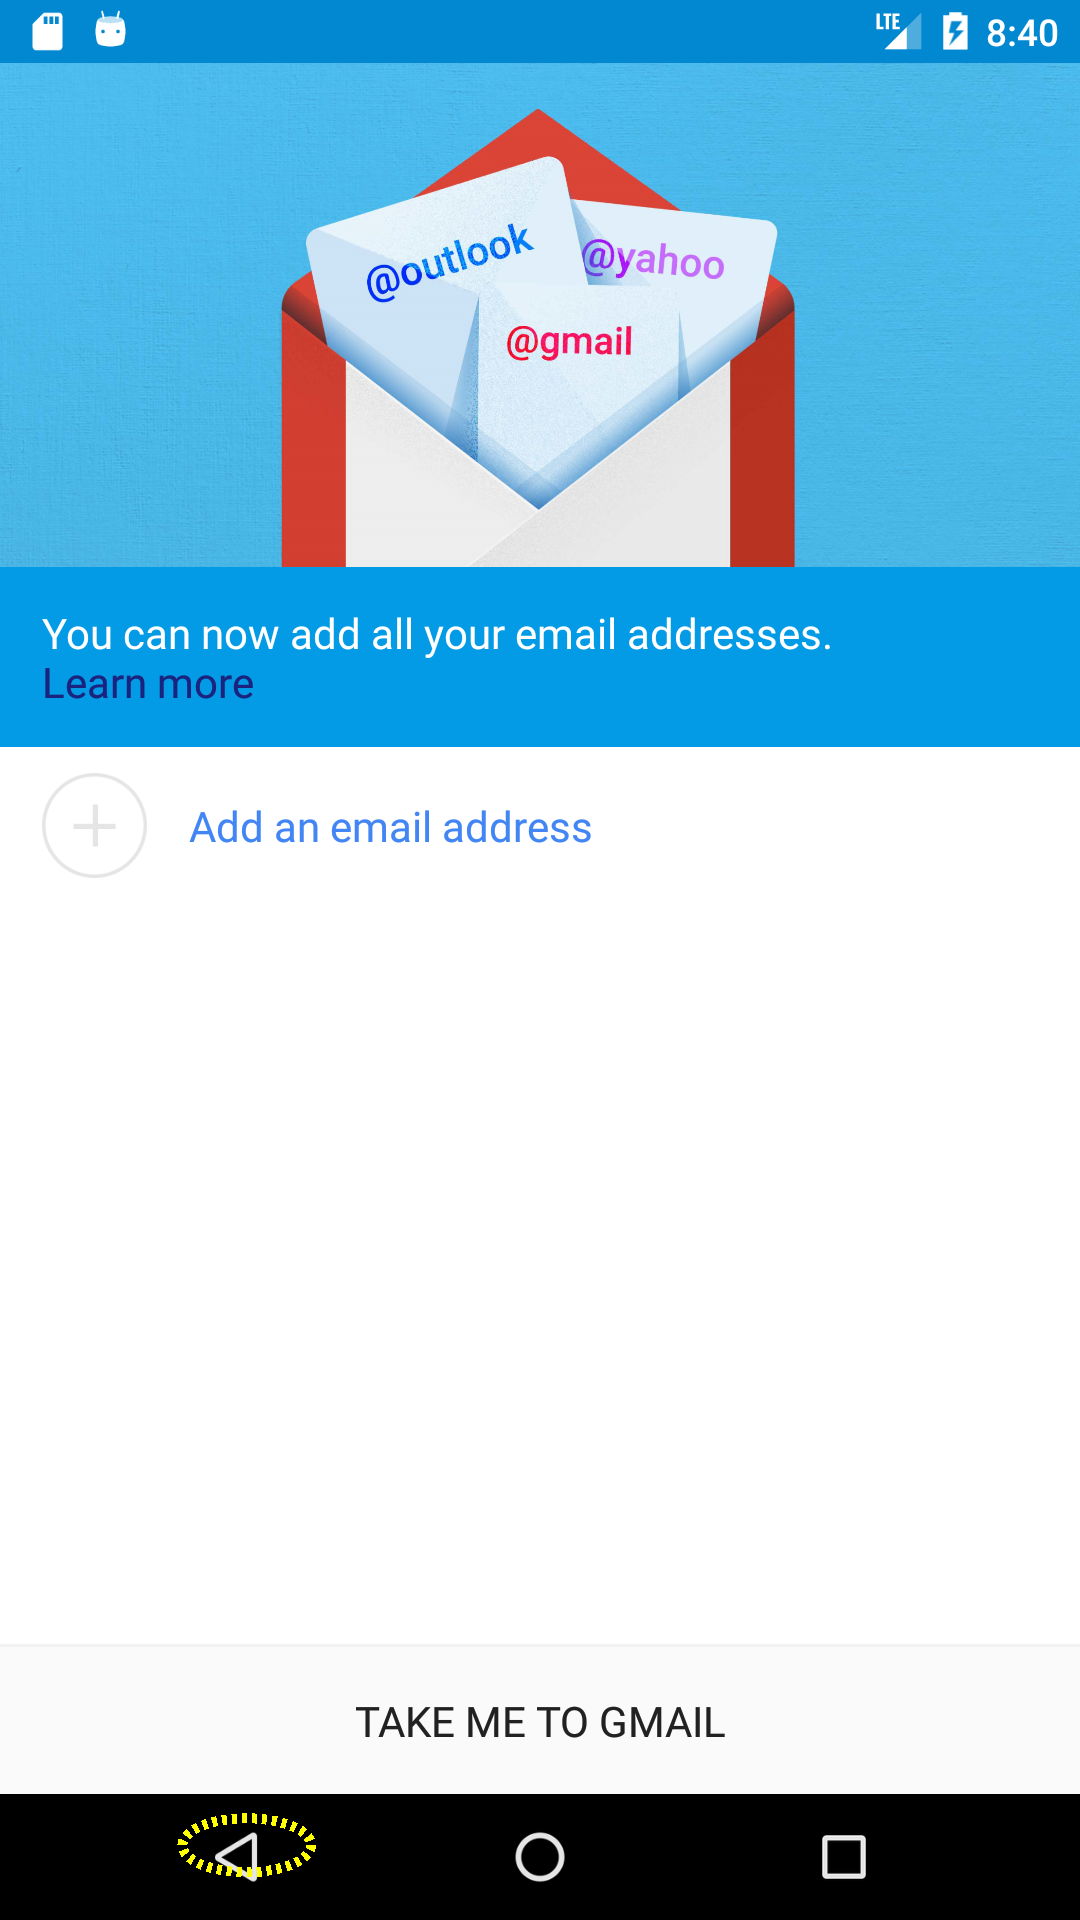 LTE 8:40
@outlook
@yahoo
@gmail
You can now add all your email addresses.
Learn more
Add an email address
TAKE ME TO GMAIL